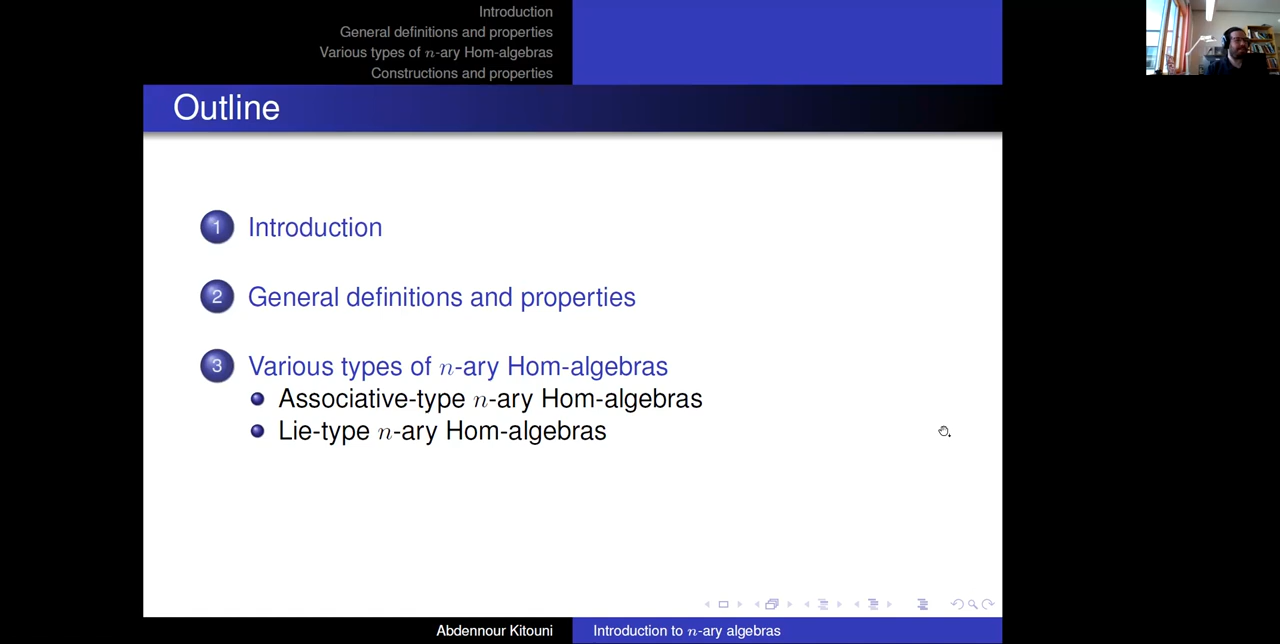 Introduction
General definitions and properties
Various types of n-ary Hom-algebras
Constructions and properties
Outline
1 Introduction
2 General definitions and properties
3 Various types of n-ary Hom-algebras
Associative-type n-ary Hom-algebras
Lie-type n-ary Hom-algebras
Abdennour Kitouni Introduction to n-ary algebras